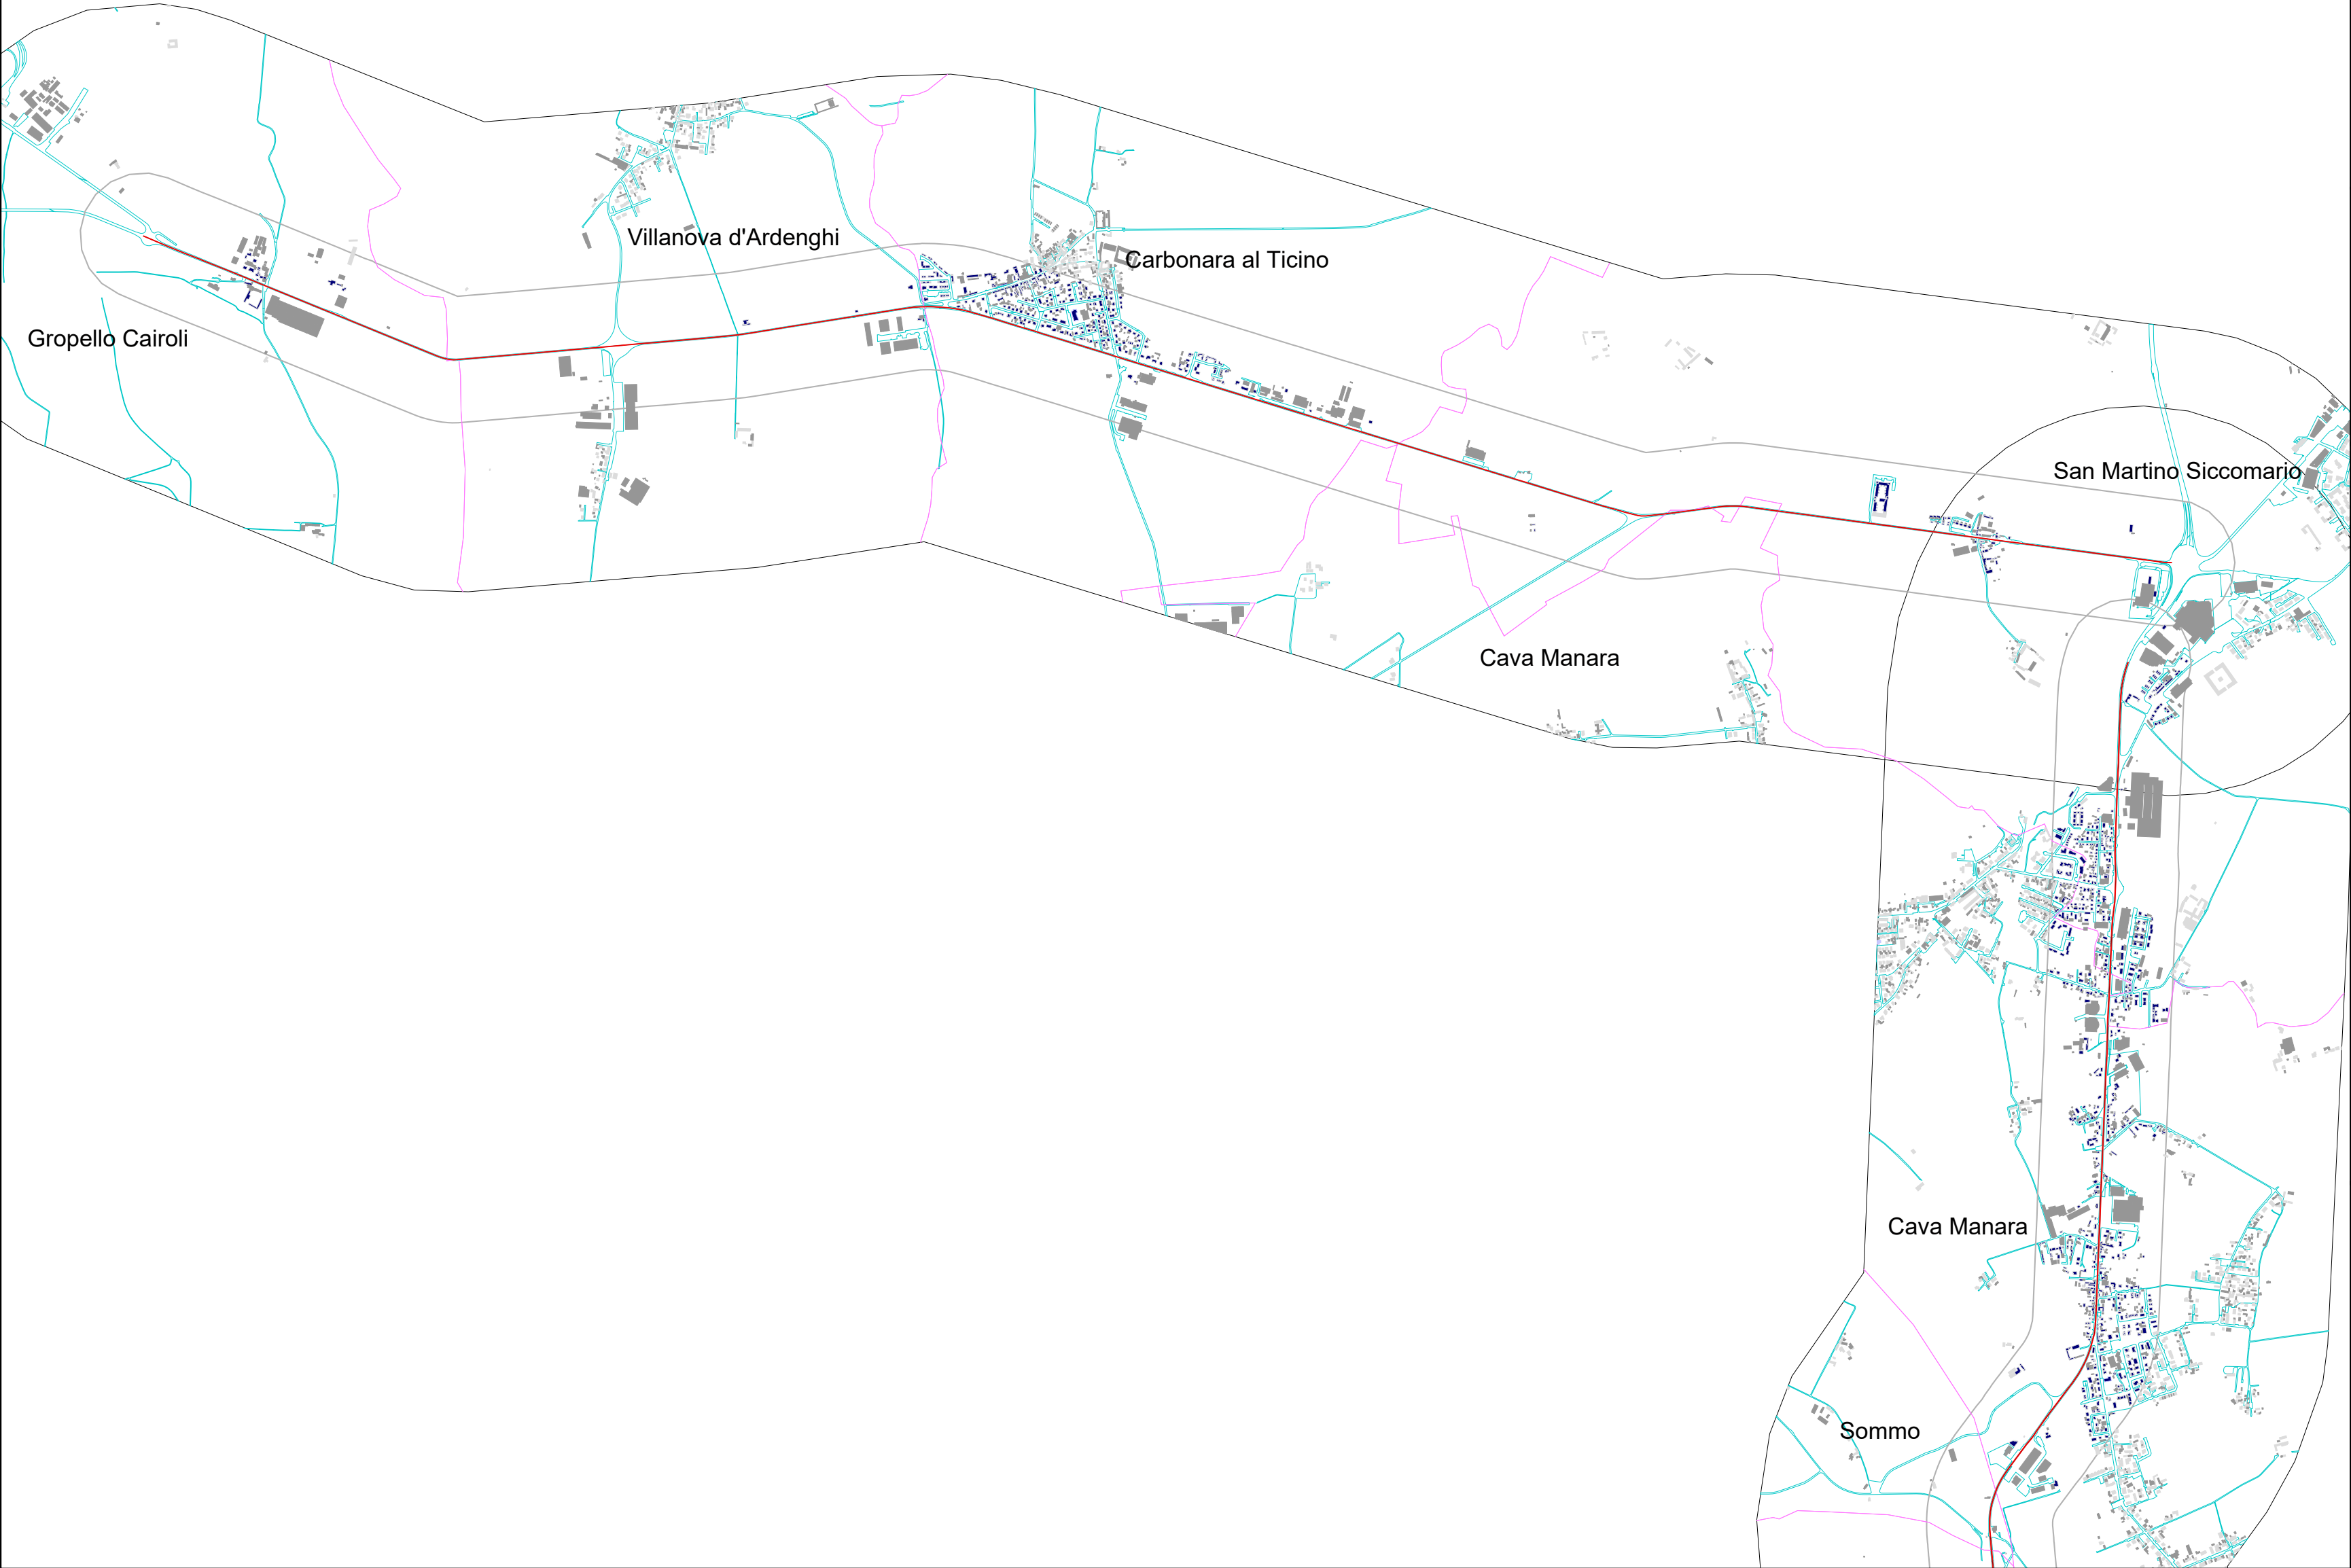 Villanova d'Ardenghi
Carbonara al Ticino
Gropello Cairoli
San Martino Siccomario
Cava Manara
Cava Manara
Sommo